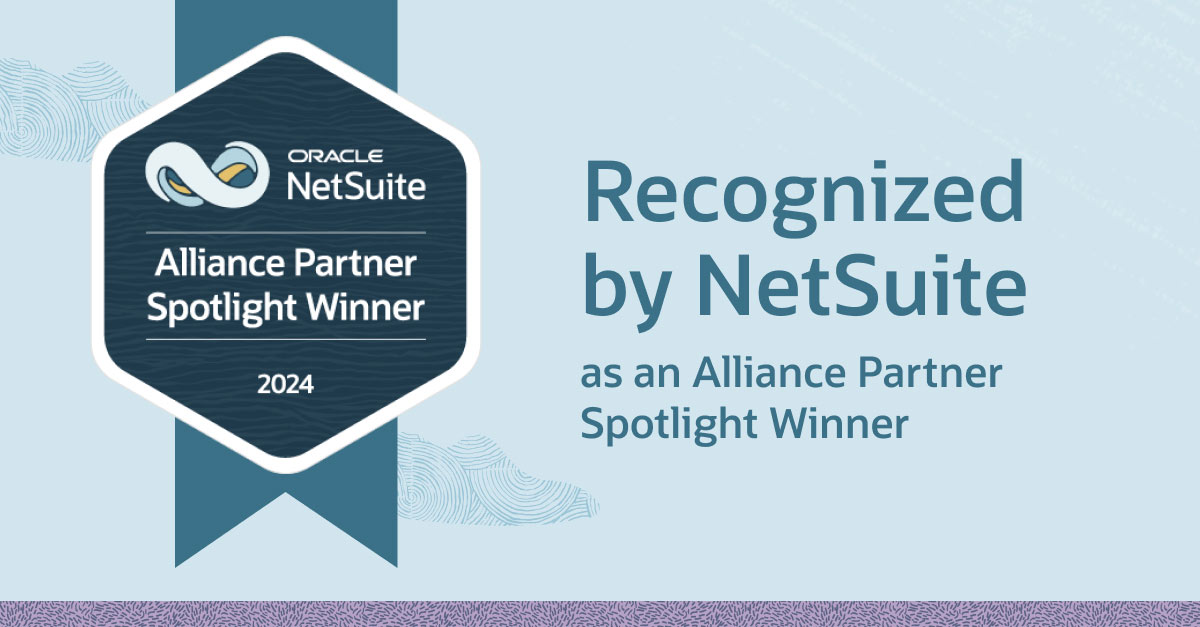 ORACLE
NetSuite
Alliance Partner
Spotlight Winner
2024
Recognized
by NetSuite
as an Alliance Partner
Spotlight Winner